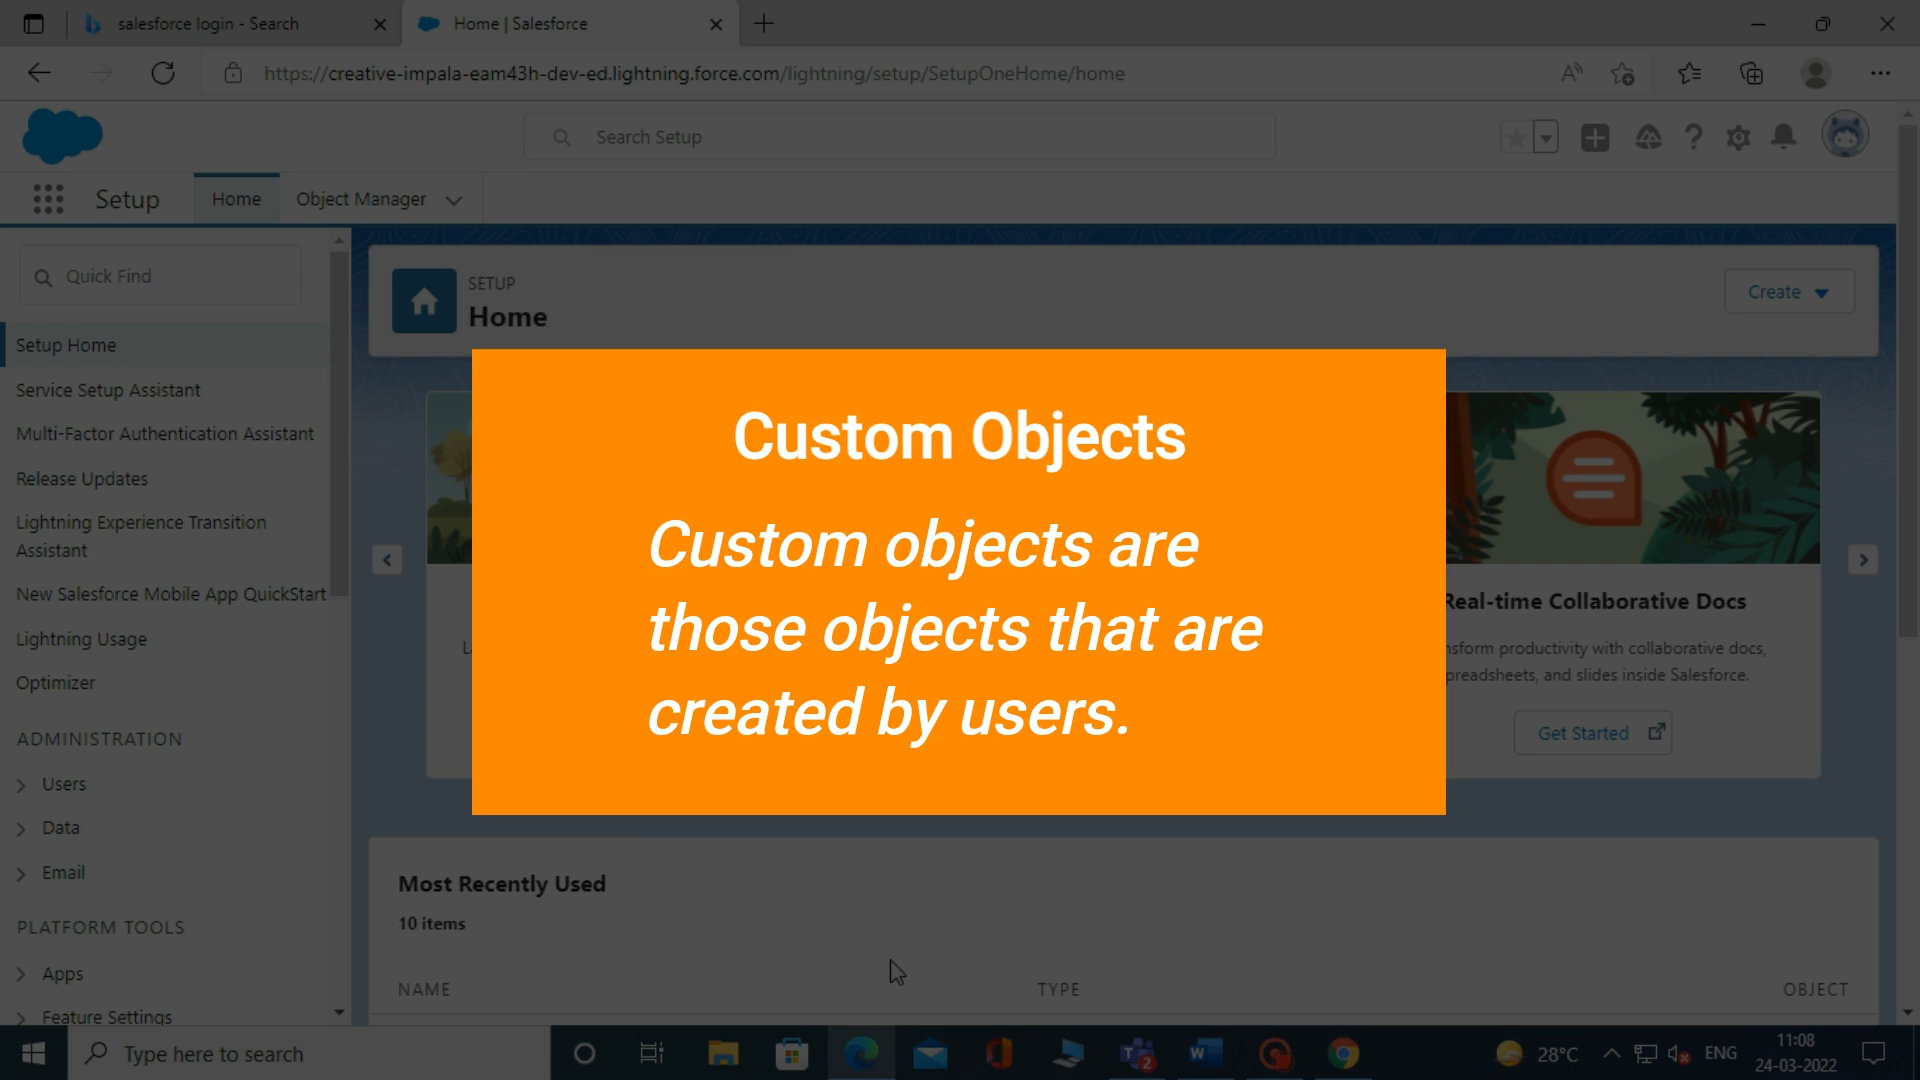 salesforce login - Search
Home | Salesforce
https://creative-impala-eam43h-dev-ed.lightning.force.com/lightning/setup/SetupOneHome/home
Search Setup
Setup
Home
Object Manager
Quick Find
Setup Home
Service Setup Assistant
Multi-Factor Authentication Assistant
Release Updates
Lightning Experience Transition
Assistant
New Salesforce Mobile App QuickStart
Lightning Usage
Optimizer
ADMINISTRATION
Users
Data
Email
PLATFORM TOOLS
Apps
Feature Settings
SETUP
Home
Create
Custom Objects
Custom objects are
those objects that are
created by users.
Real-time Collaborative Docs
productivity with collaborative docs,
and slides inside Salesforce.
Get Started
Most Recently Used
10 items
NAME
TYPE
OBJECT
Type here to search
2
28°C
ENG
11:08
24-03-2022